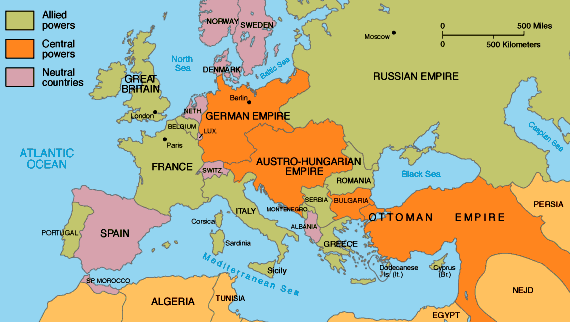 Allied
powers
Central
powers
Neutral
countries
0 500 Miles
0 500 Kilometers
NORWAY
SWEDEN
Moscow
North
Sea
DENMARK
Baltic Sea
RUSSIAN EMPIRE
GREAT
BRITAIN
Berlin
NETH.
London
GERMAN EMPIRE
BELGIUM
LUX.
Caspian Sea
Paris
ATLANTIC
OCEAN
FRANCE
AUSTRO-HUNGARIAN
EMPIRE
SWITZ.
ROMANIA
Black Sea
SERBIA
BULGARIA
PERSIA
ITALY
MONTENEGRO
Corsica
OTTOMAN EMPIRE
ALBANIA
PORTUGAL
SPAIN
Sardinia
GREECE
Mediterranean Sea
Sicily
Dodecanese
Is. (It.)
Cyprus
(Br.)
SP. MOROCCO
NEJD
ALGERIA
TUNISIA
EGYPT